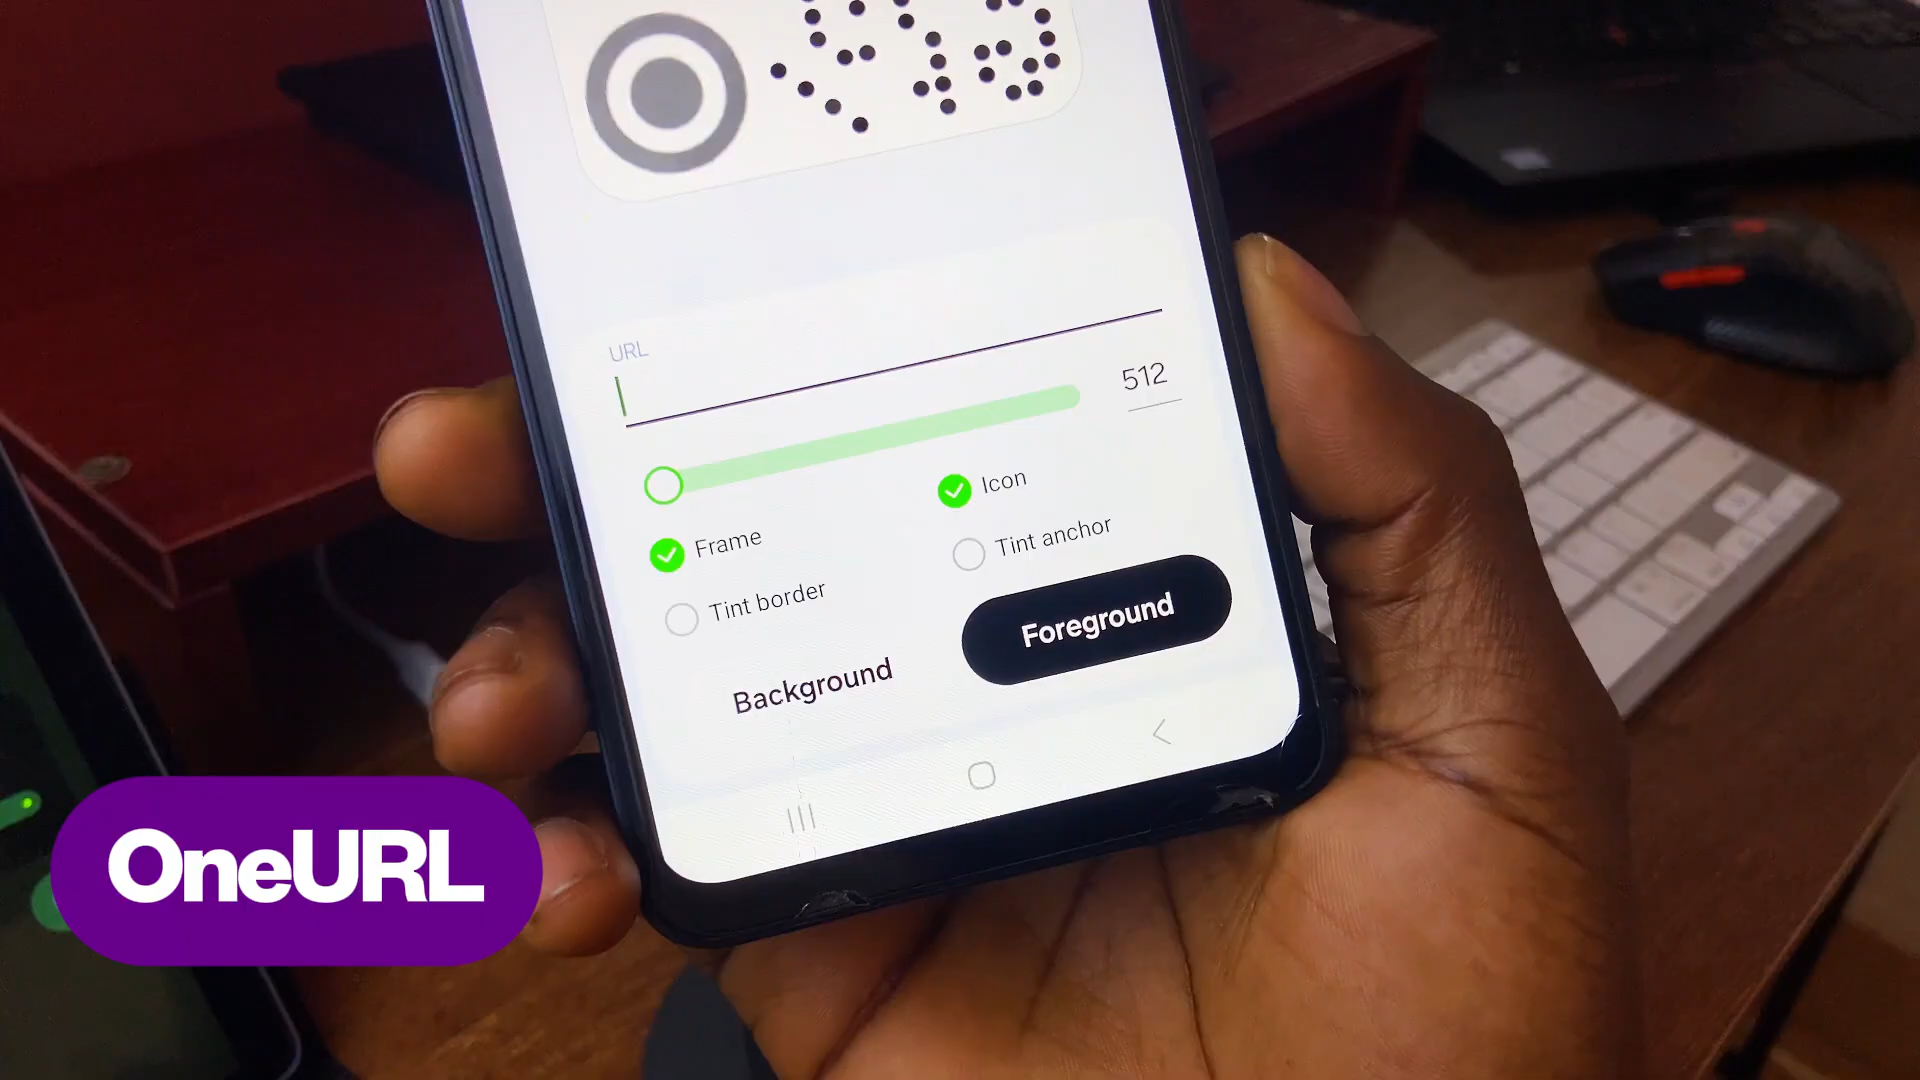 URL
512
Icon
Frame
Tint anchor
Tint border
Foreground
Background
OneURL